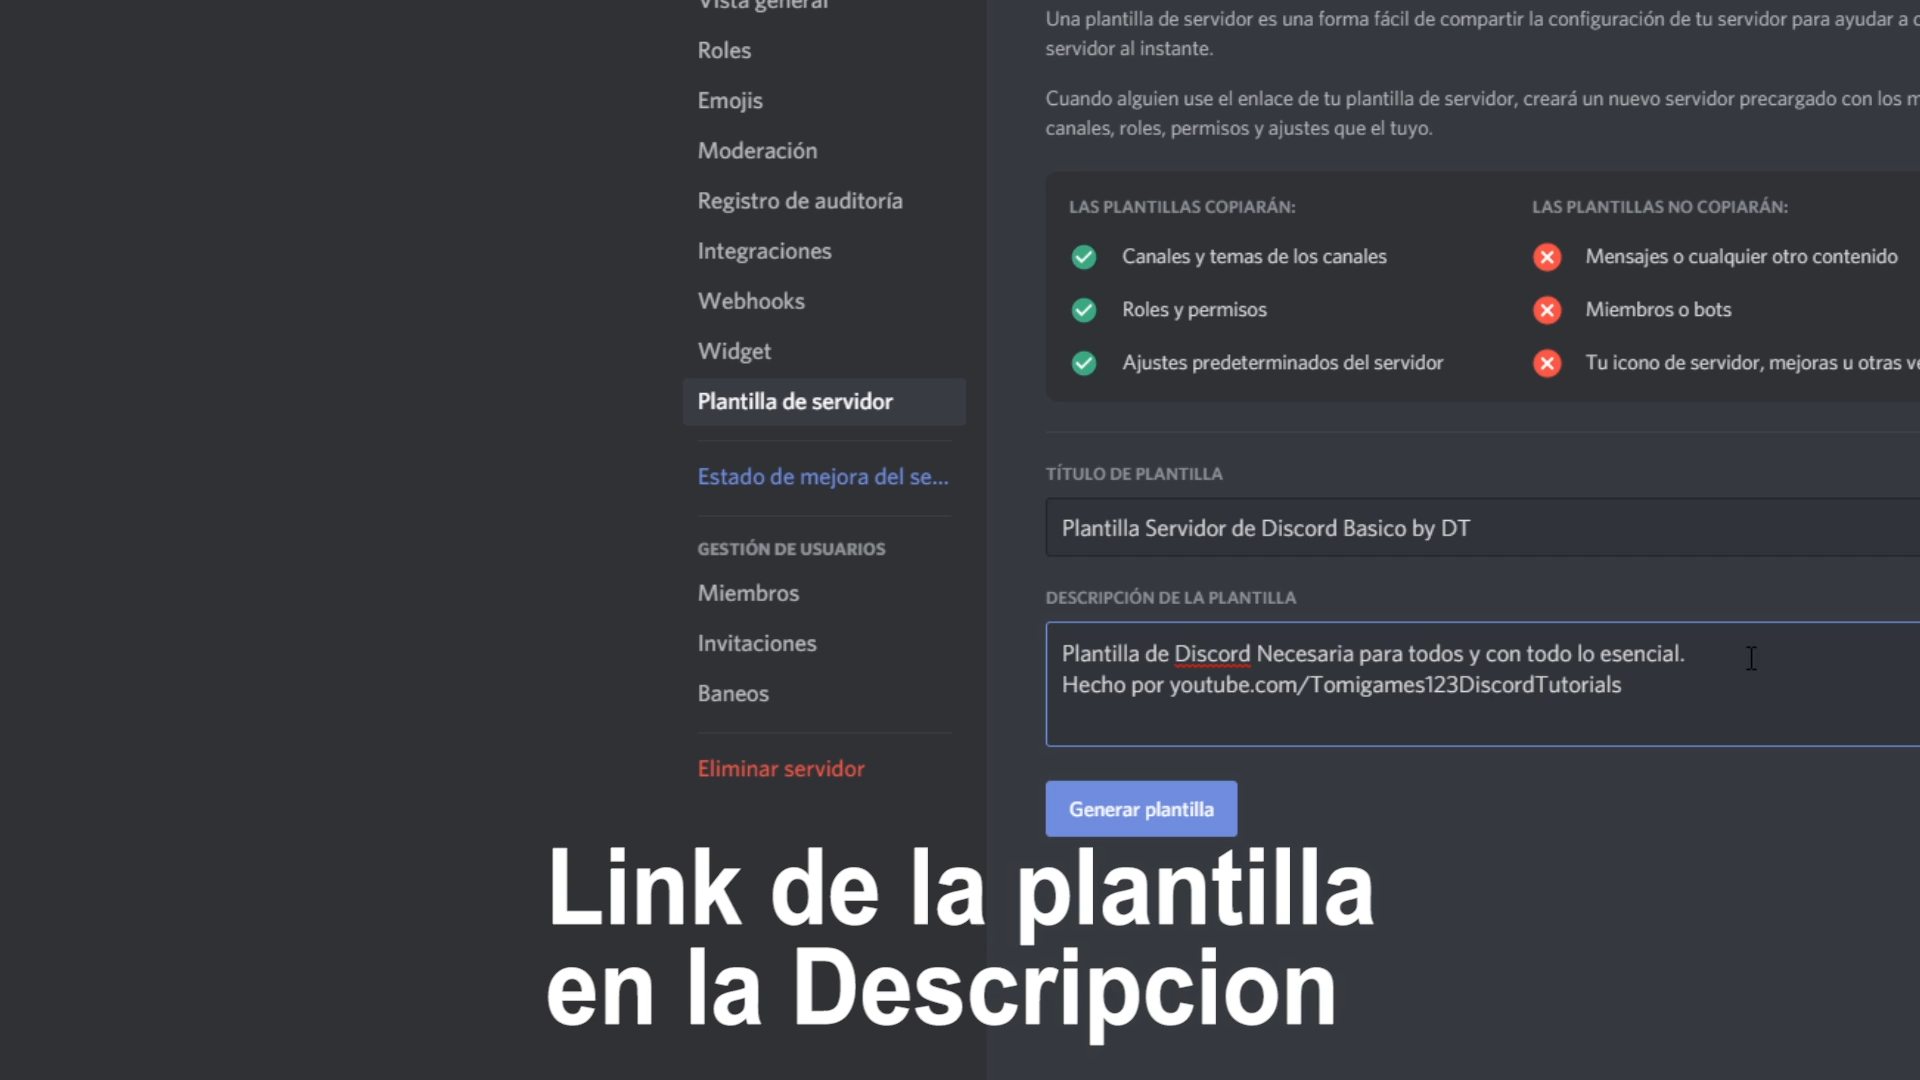 Vista general
Roles
Emojis
Moderación
Registro de auditoría
Integraciones
Webhooks
Widget
Plantilla de servidor
Estado de mejora del se...
GESTIÓN DE USUARIOS
Miembros
Invitaciones
Baneos
Eliminar servidor
Una plantilla de servidor es una forma fácil de compartir la configuración de tu servidor para ayudar a
servidor al instante.
Cuando alguien use el enlace de tu plantilla de servidor, creará un nuevo servidor precargado con los
canales, roles, permisos y ajustes que el tuyo.
LAS PLANTILLAS COPIARÁN:
Canales y temas de los canales
Roles y permisos
Ajustes predeterminados del servidor
LAS PLANTILLAS NO COPIARÁN:
Mensajes o cualquier otro contenido
Miembros o bots
Tu icono de servidor, mejoras u otras
TÍTULO DE PLANTILLA
Plantilla Servidor de Discord Basico by DT
DESCRIPCIÓN DE LA PLANTILLA
Plantilla de Discord Necesaria para todos y con todo lo esencial.
Hecho por youtube.com/Tomigames123DiscordTutorials
Generar plantilla
Link de la plantilla
en la Descripcion